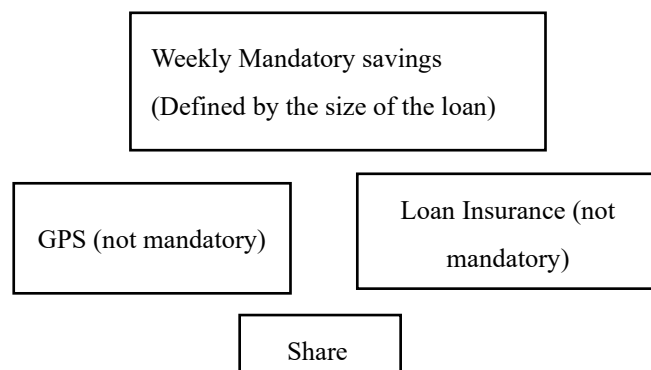 Weekly Mandatory savings
(Defined by the size of the loan)
GPS (not mandatory)
Loan Insurance (not
mandatory)
Share